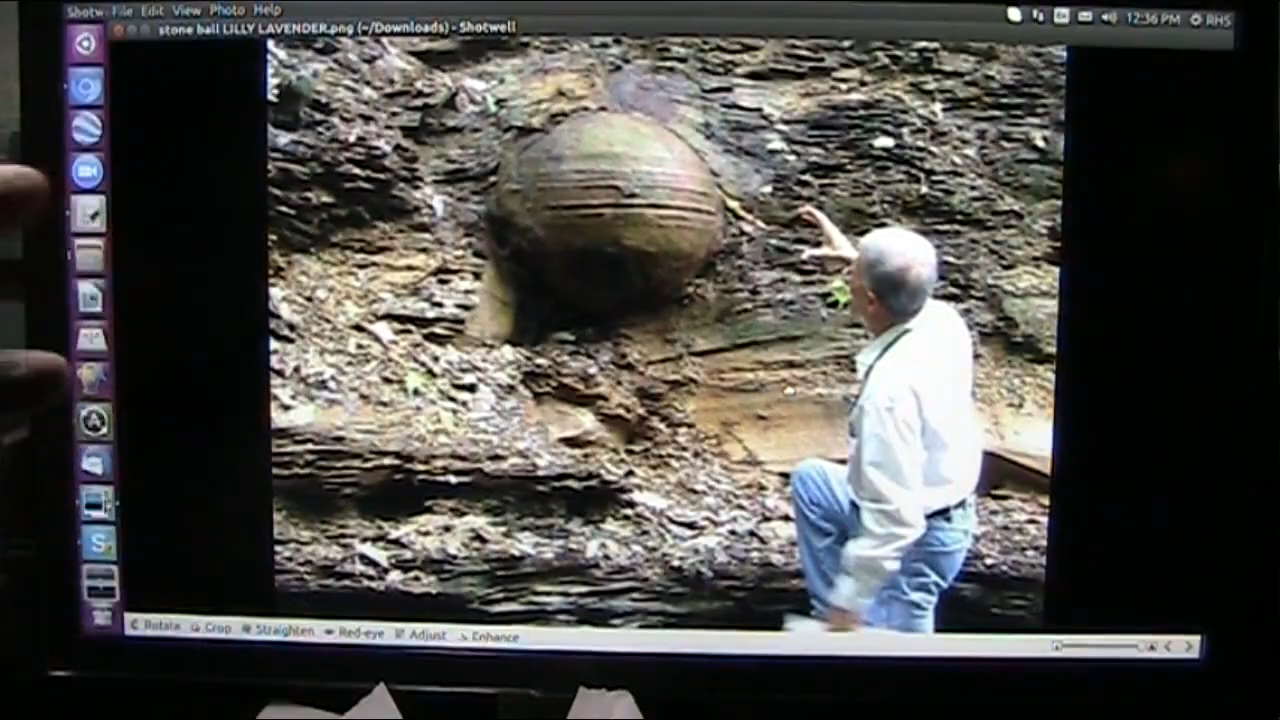 Shotw File Edit View Photo Help
12:36 PM RHS
stone ball LILLY LAVENDER.png (~/Downloads) - Shotwell
Rotate Crop Straighten Red-eye Adjust Enhance